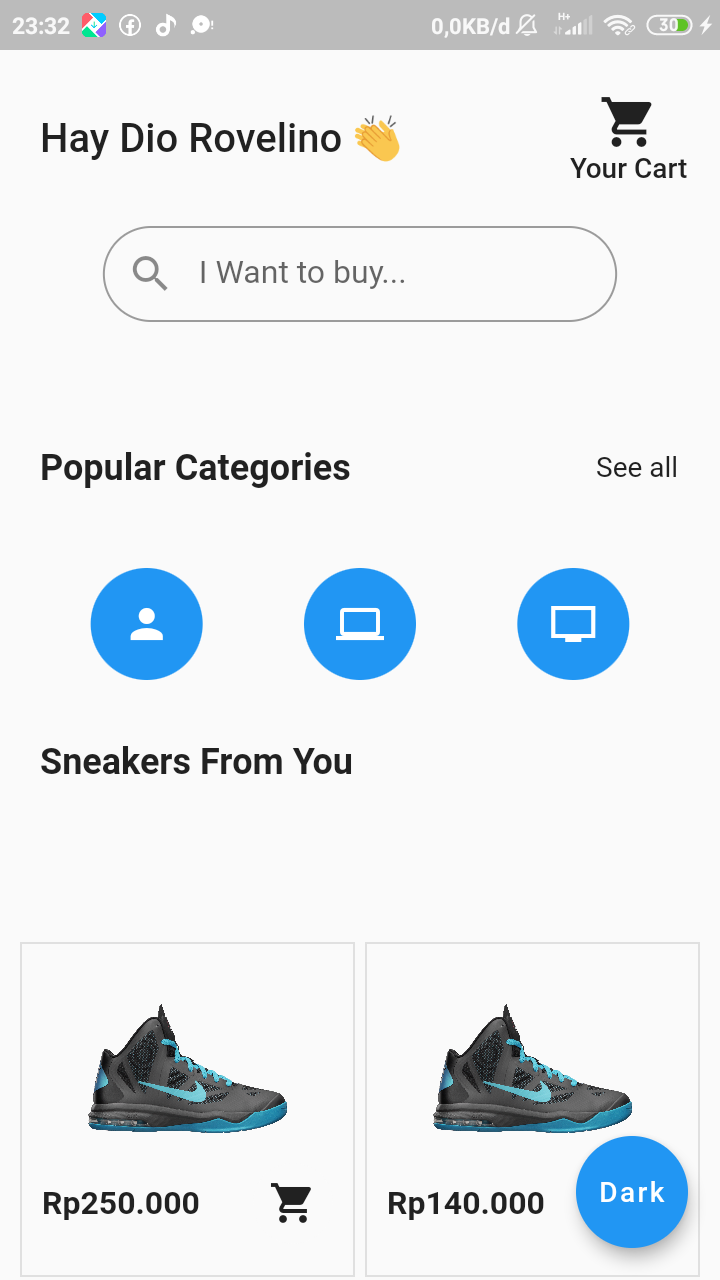 23:32 0,0KB/d H+ 30
Hay Dio Rovelino 👏
Your Cart
I Want to buy...
Popular Categories See all
Sneakers From You
Rp250.000 Rp140.000 Dark